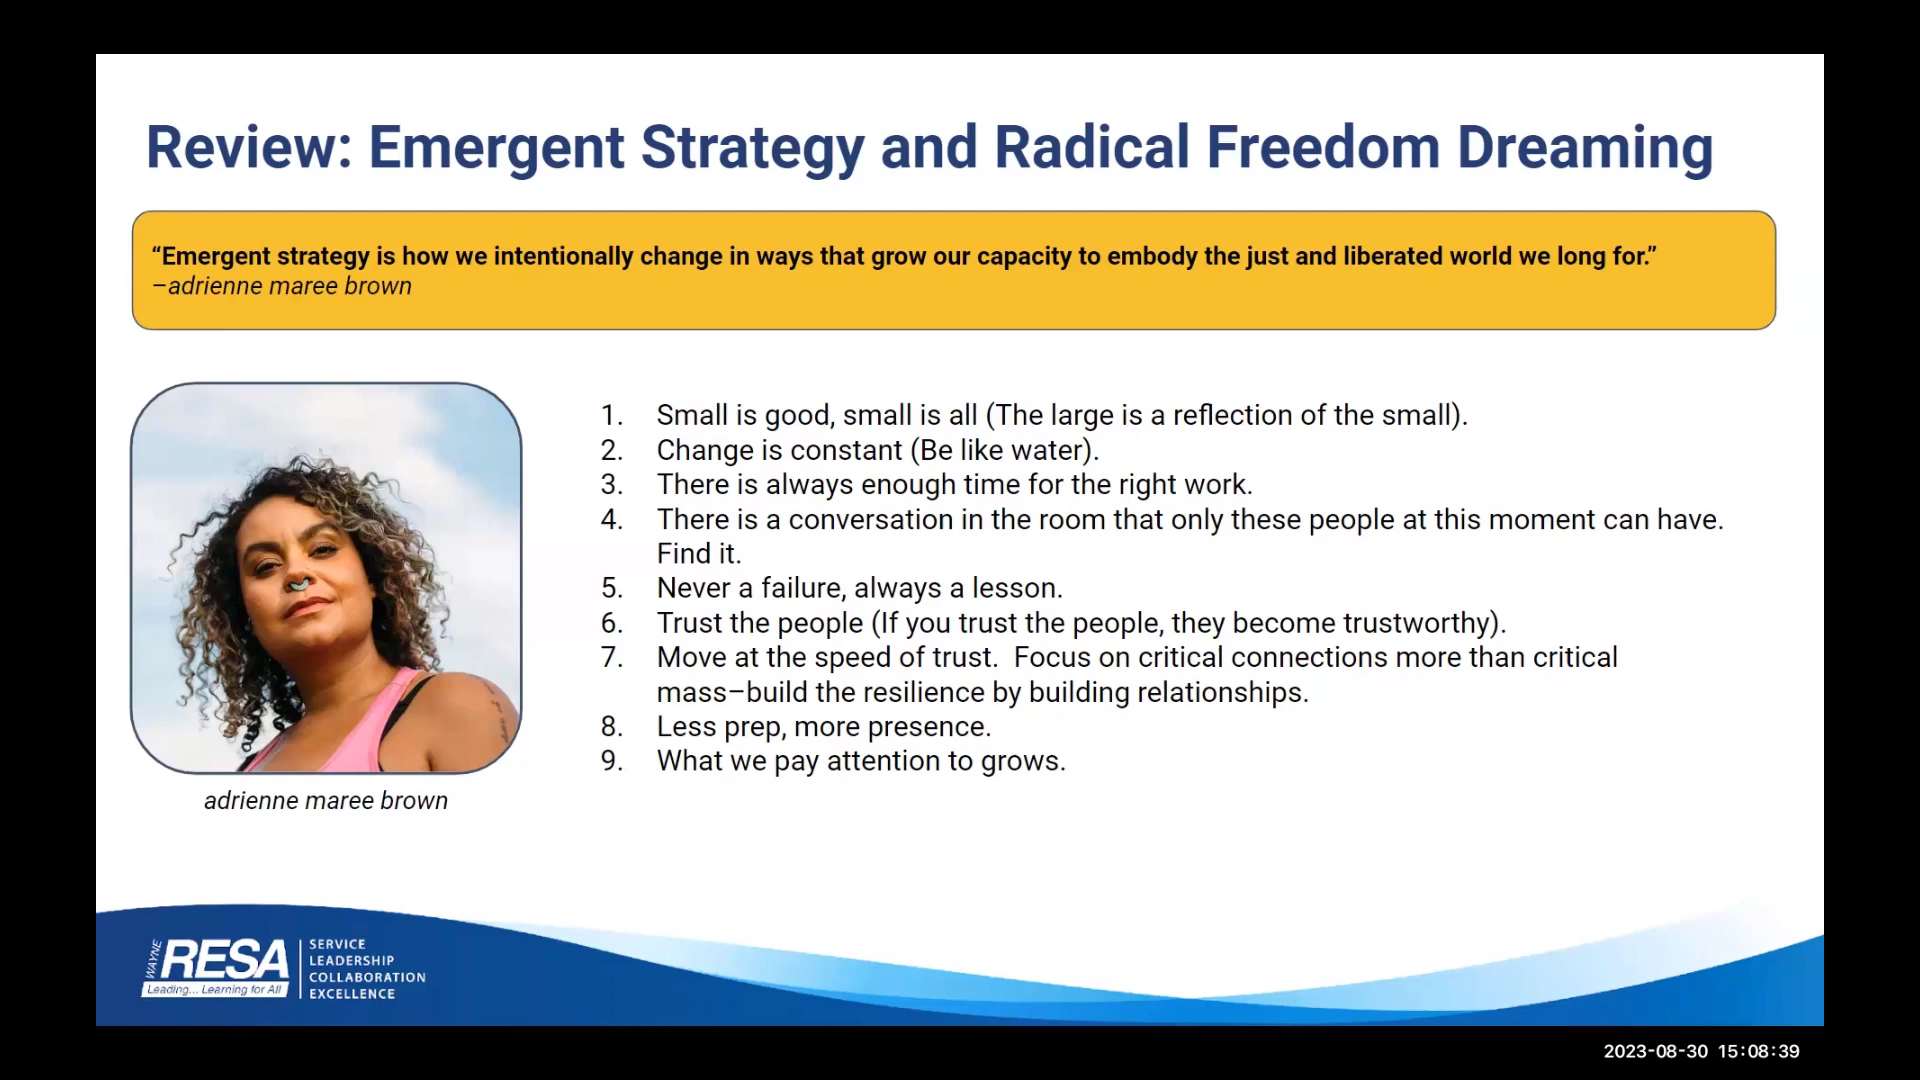 Review: Emergent Strategy and Radical Freedom Dreaming
“Emergent strategy is how we intentionally change in ways that grow our capacity to embody the just and liberated world we long for.”
–adrienne maree brown
1. Small is good, small is all (The large is a reflection of the small).
2. Change is constant (Be like water).
3. There is always enough time for the right work.
4. There is a conversation in the room that only these people at this moment can have.
Find it.
5. Never a failure, always a lesson.
6. Trust the people (If you trust the people, they become trustworthy).
7. Move at the speed of trust.  Focus on critical connections more than critical
mass–build the resilience by building relationships.
8. Less prep, more presence.
9. What we pay attention to grows.
adrienne maree brown
WAYNE
RESA
Leading... Learning for All
SERVICE
LEADERSHIP
COLLABORATION
EXCELLENCE
2023-08-30 15:08:39